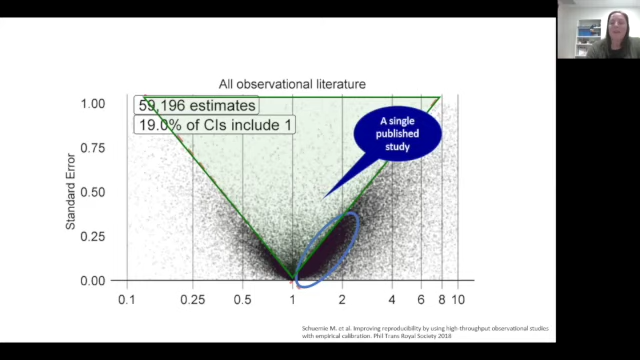 All observational literature
59,196 estimates
19.0% of CIs include 1
A single
published
study
Standard Error
1.00
0.75
0.50
0.25
0.00
0.1
0.25
0.5
1
2
4
6
8
10
Schuemie M. et al. Improving reproducibility by using high-throughput observational studies
with empirical calibration. Phil Trans Royal Society 2018